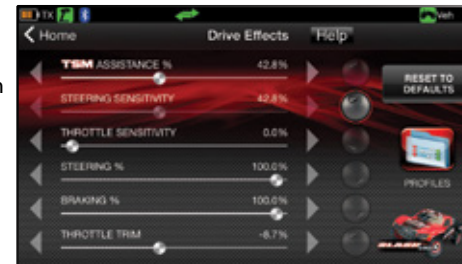 TX Veh
Home Drive Effects Help
TSM ASSISTANCE % 42.8%
RESET TO
DEFAULTS
STEERING SENSITIVITY 42.8%
THROTTLE SENSITIVITY 0.0%
STEERING % 100.0%
PROFILES
BRAKING % 100.0%
THROTTLE TRIM -8.7%
SLASH